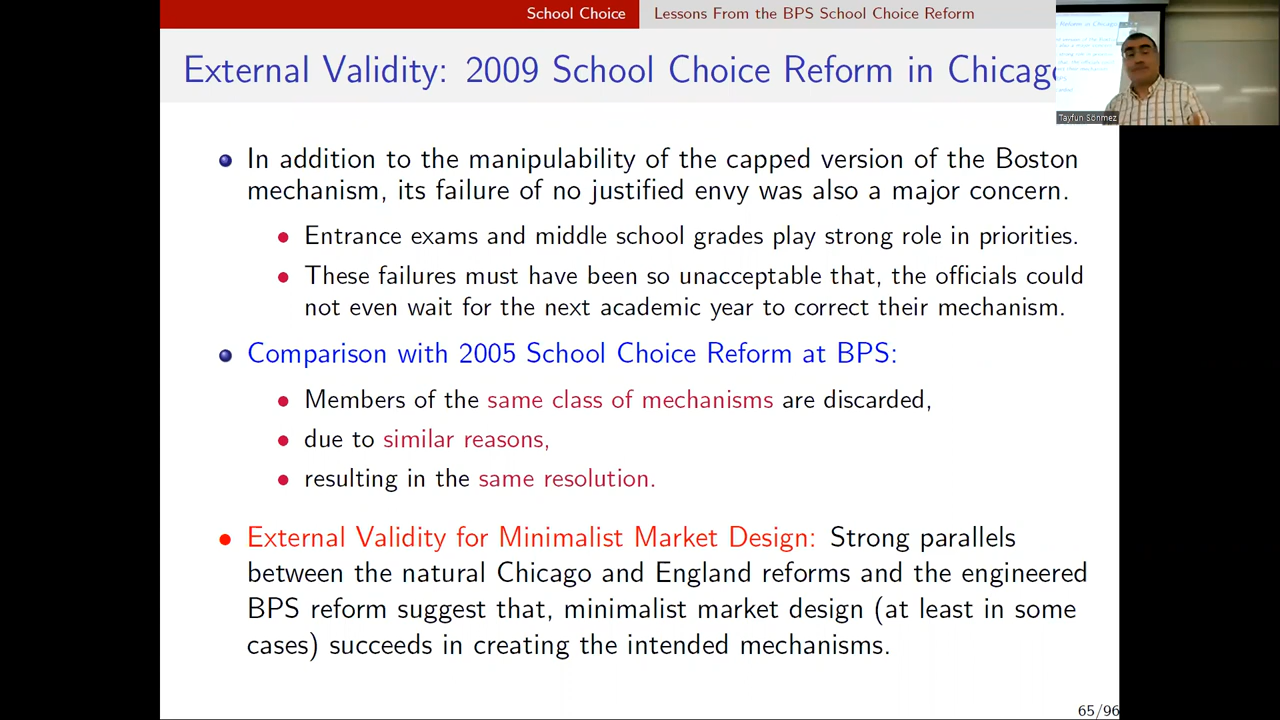 School Choice
Lessons From the BPS School Choice Reform
External Validity: 2009 School Choice Reform in Chicago
Tayfun Sönmez
In addition to the manipulability of the capped version of the Boston
mechanism, its failure of no justified envy was also a major concern.
Entrance exams and middle school grades play strong role in priorities.
These failures must have been so unacceptable that, the officials could
not even wait for the next academic year to correct their mechanism.
Comparison with 2005 School Choice Reform at BPS:
Members of the same class of mechanisms are discarded,
due to similar reasons,
resulting in the same resolution.
External Validity for Minimalist Market Design: Strong parallels
between the natural Chicago and England reforms and the engineered
BPS reform suggest that, minimalist market design (at least in some
cases) succeeds in creating the intended mechanisms.
65/96